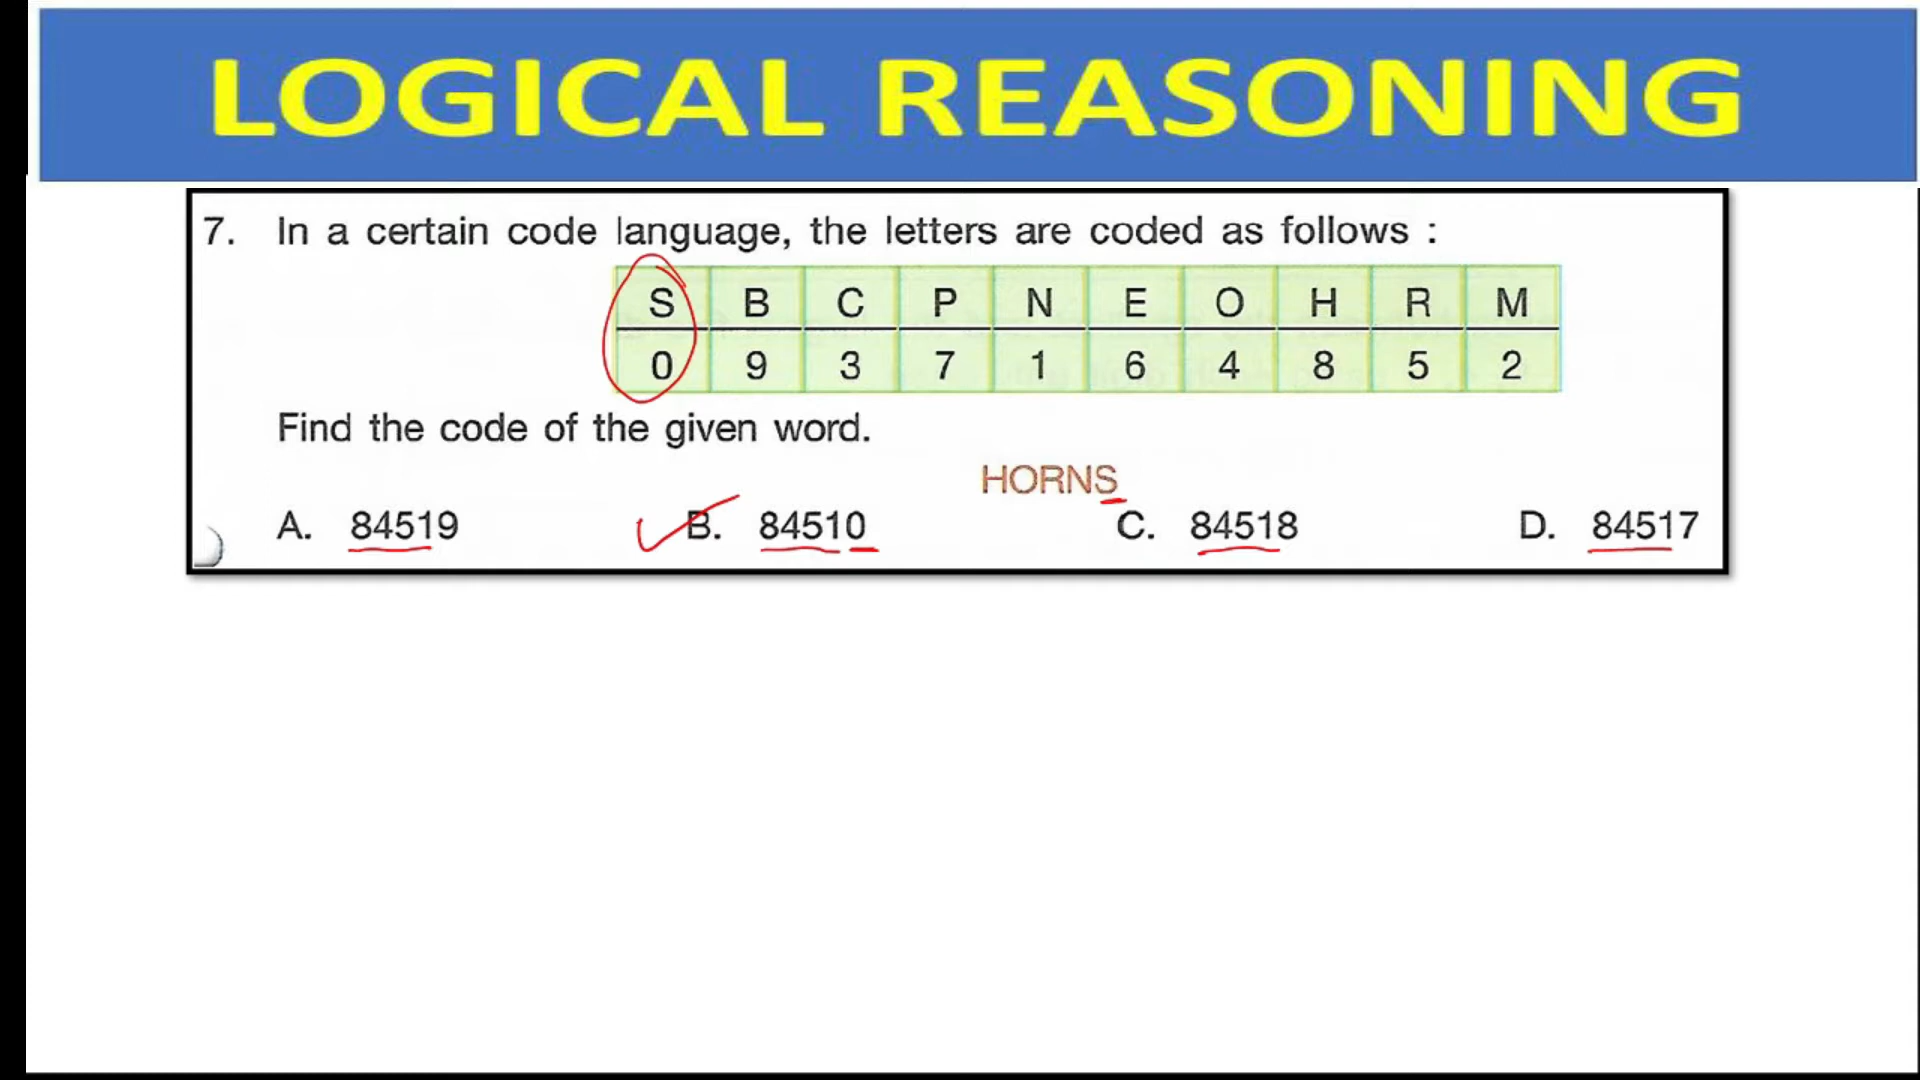 LOGICAL REASONING
7. In a certain code language, the letters are coded as follows :
S B C P N E O H R M
0 9 3 7 1 6 4 8 5 2
Find the code of the given word.
HORNS
A. 84519 B. 84510 C. 84518 D. 84517